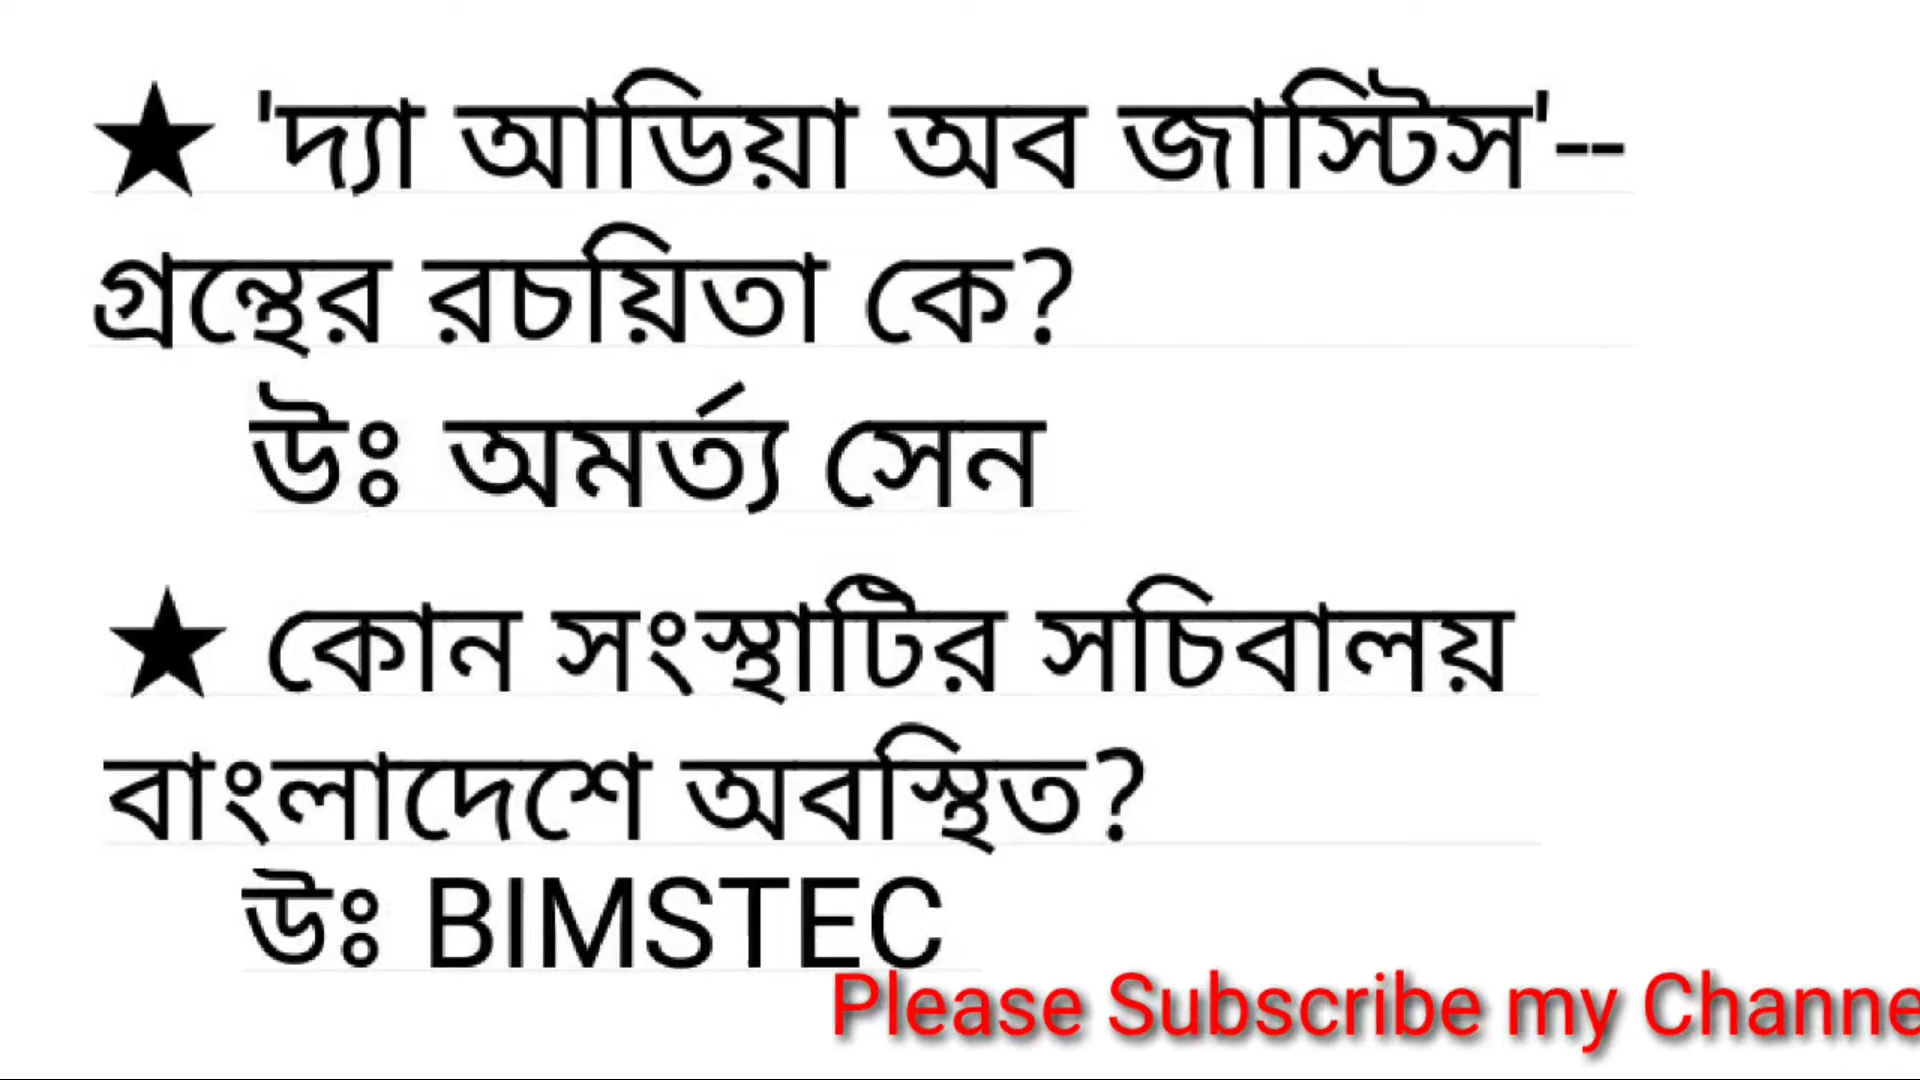 ★ 'দ্যা আডিয়া অব জাস্টিস'--
গ্রন্থের রচয়িতা কে?
উঃ অমর্ত্য সেন
★ কোন সংস্থাটির সচিবালয়
বাংলাদেশে অবস্থিত?
উঃ BIMSTEC
Please Subscribe my Channe